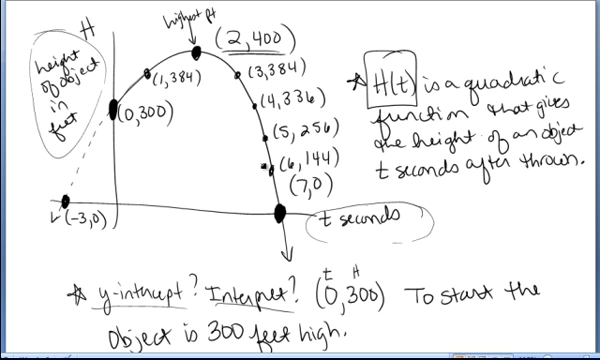 H
highest pt
height
of object
in
feet
(2,400)
(1,384)
(3,384)
(0,300)
(4,336)
(5,256)
(6,144)
(7,0)
(-3,0)
t seconds
☆ H(t) is a quadratic
function that gives
the height of an object
t seconds after thrown.
t H
☆ y-intercept? Interpret? (0,300) To start the
object is 300 feet high.